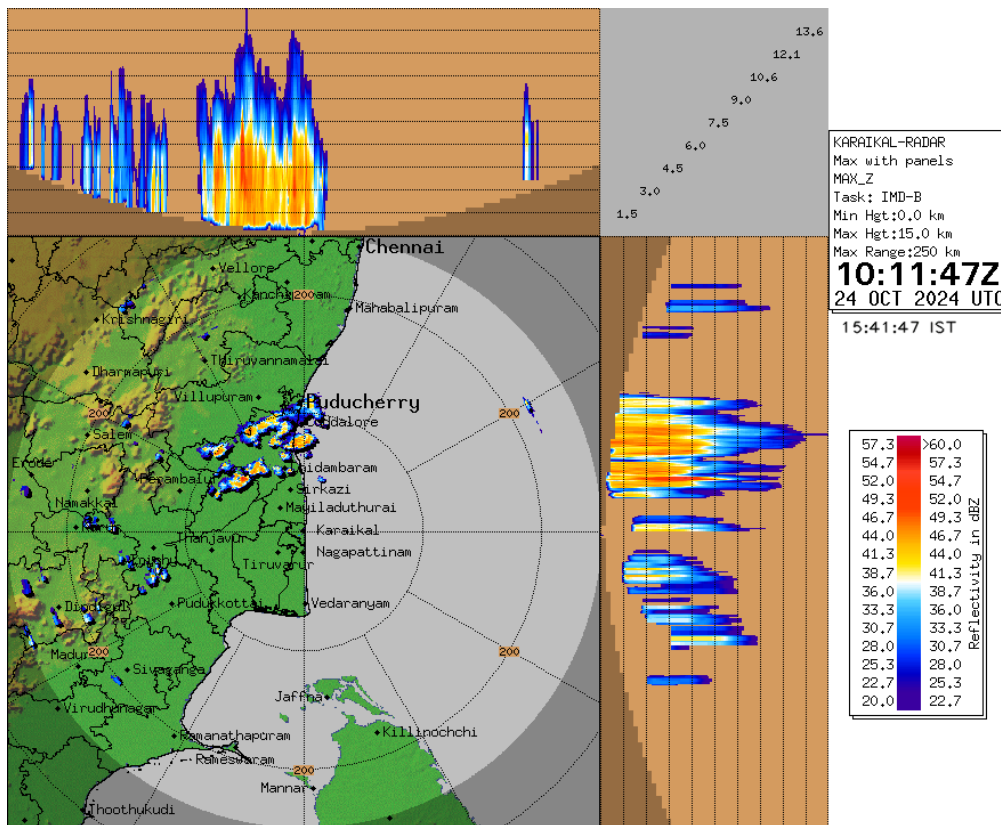 13.6
12.1
10.6
9.0
7.5
6.0
4.5
3.0
1.5
KARAIKAL-RADAR
Max with panels
MAX_Z
Task: IMD-B
Min Hgt:0.0 km
Max Hgt:15.0 km
Max Range:250 km
10:11:47Z
24 OCT 2024 UTC
15:41:47 IST
Chennai
Vellore
200
Mahabalipuram
Krishnagiri
Thiruvannamalai
Dharmapuri
Villupuram
Puducherry
200
200
Salem
Erode
Sirkazi
Namakkal
Mayiladuthurai
Karaikal
Thanjavur
Nagapattinam
Tiruvarur
Pudukkottai
Vedaranyam
200
200
Sivaganga
Jaffna
Virudhunagar
Ramanathapuram
Killinochchi
Rameswaram
200
Mannar
Thoothukudi
57.3 >60.0
54.7 57.3
52.0 54.7
49.3 52.0
46.7 49.3
44.0 46.7
41.3 44.0
38.7 41.3
36.0 38.7
33.3 36.0
30.7 33.3
28.0 30.7
25.3 28.0
22.7 25.3
20.0 22.7
Reflectivity in dBZ